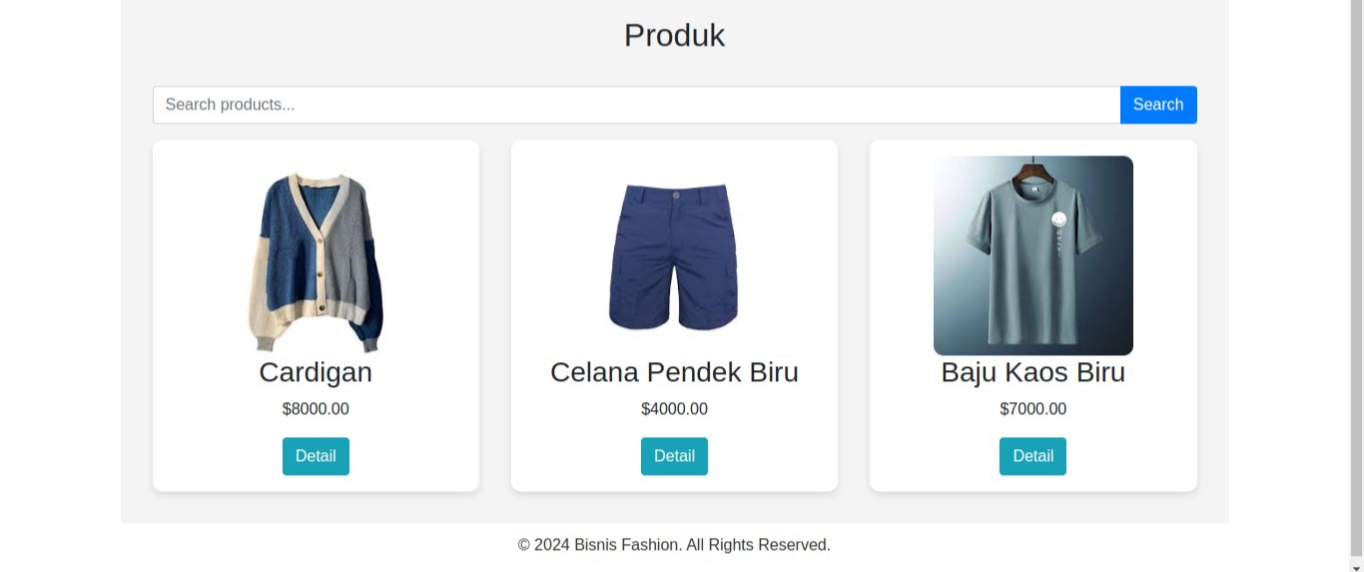 Produk
Search products...
Search
Cardigan
$8000.00
Detail
Celana Pendek Biru
$4000.00
Detail
Baju Kaos Biru
$7000.00
Detail
© 2024 Bisnis Fashion. All Rights Reserved.